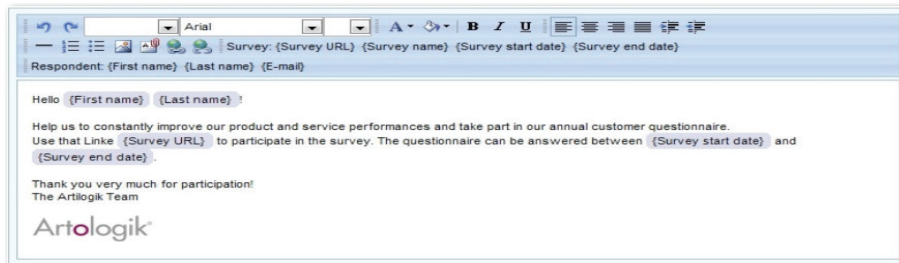 Arial A B I U
Survey: {Survey URL} {Survey name} {Survey start date} {Survey end date}
Respondent: {First name} {Last name} {E-mail}
Hello {First name} {Last name} !
Help us to constantly improve our product and service performances and take part in our annual customer questionnaire.
Use that Linke {Survey URL} to participate in the survey. The questionnaire can be answered between {Survey start date} and
{Survey end date} .
Thank you very much for participation!
The Artilogik Team
Artologik